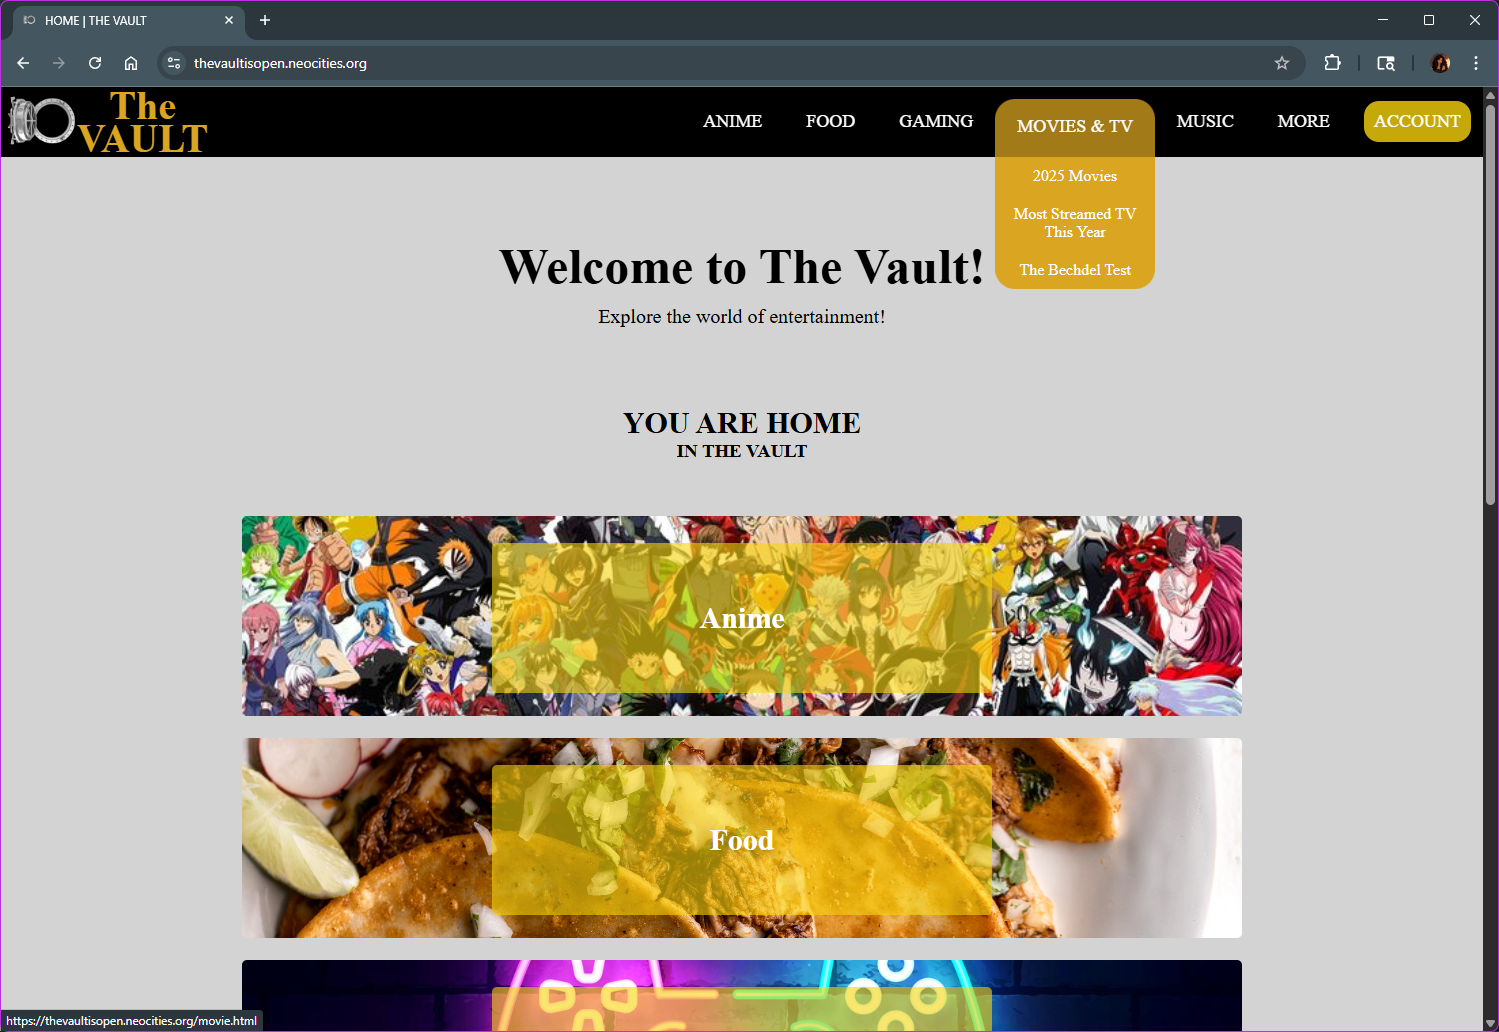 HOME | THE VAULT
thevaultisopen.neocities.org
The
VAULT
ANIME
FOOD
GAMING
MOVIES & TV
MUSIC
MORE
ACCOUNT
2025 Movies
Most Streamed TV
This Year
The Bechdel Test
Welcome to The Vault!
Explore the world of entertainment!
YOU ARE HOME
IN THE VAULT
Anime
Food
https://thevaultisopen.neocities.org/movie.html